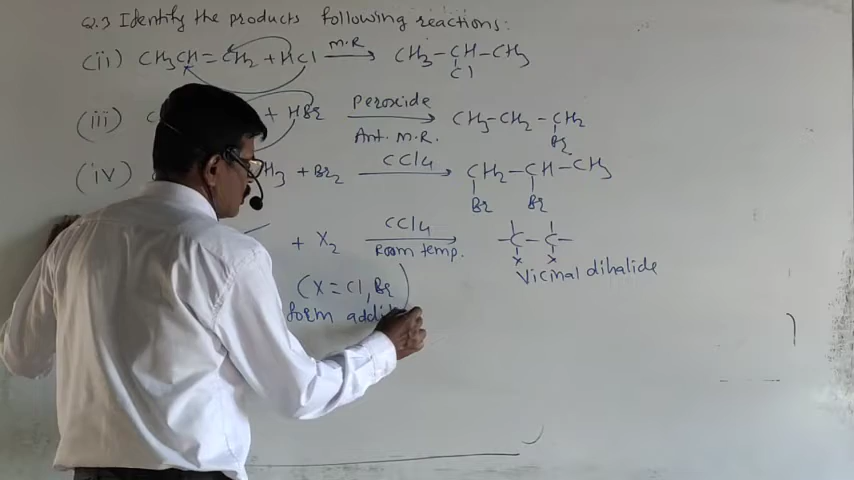 Q.3 Identify the products following reactions:
(ii) CH3CH=CH2 + HCl M.R → CH3-CH-CH3
Cl
(iii) C + HBr Peroxide Ant. M.R. → CH3-CH2-CH2
Br
(iv) H3 + Br2 CCl4 → CH2-CH-CH3
Br Br
+ X2 CCl4 Room temp. → -C-C-
x x
(X = Cl, Br) Vicinal dihalide
form addi